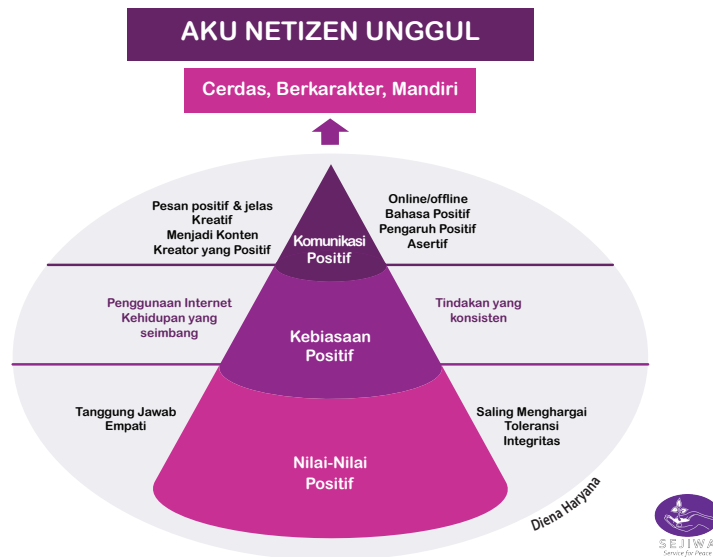 AKU NETIZEN UNGGUL
Cerdas, Berkarakter, Mandiri
Pesan positif & jelas
Kreatif
Menjadi Konten
Kreator yang Positif
Komunikasi
Positif
Online/offline
Bahasa Positif
Pengaruh Positif
Asertif
Penggunaan Internet
Kehidupan yang
seimbang
Kebiasaan
Positif
Tindakan yang
konsisten
Tanggung Jawab
Empati
Nilai-Nilai
Positif
Saling Menghargai
Toleransi
Integritas
Diena Haryana
SEJIWA
Service for Peace